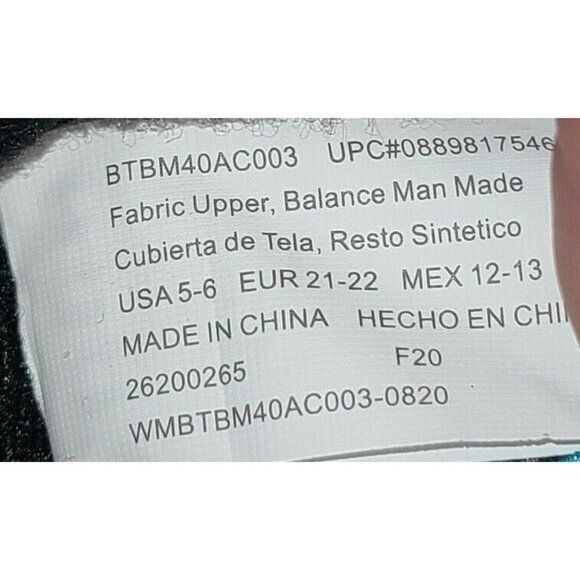 BTBM40AC003 UPC#0889817546
Fabric Upper, Balance Man Made
Cubierta de Tela, Resto Sintetico
USA 5-6 EUR 21-22 MEX 12-13
MADE IN CHINA HECHO EN CHI
26200265 F20
WMBTBM40AC003-0820